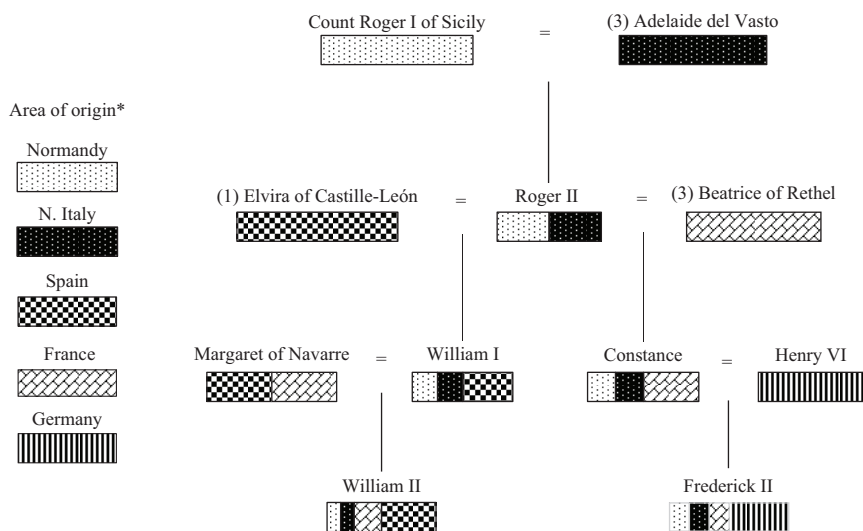 Count Roger I of Sicily = (3) Adelaide del Vasto
Area of origin*
Normandy
N. Italy
Spain
France
Germany
(1) Elvira of Castille-León = Roger II = (3) Beatrice of Rethel
Margaret of Navarre = William I Constance = Henry VI
William II Frederick II